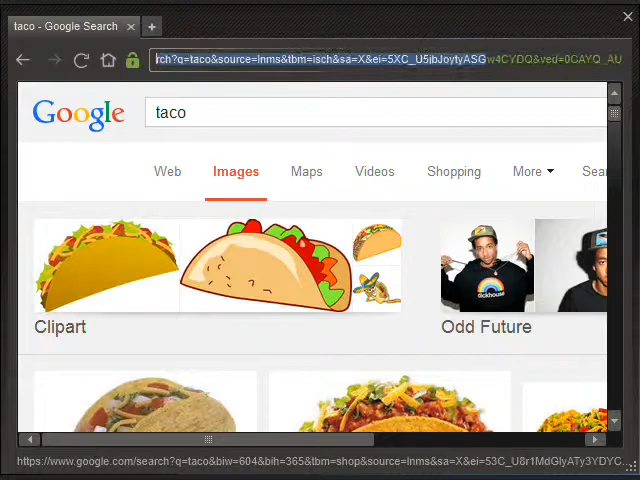 taco - Google Search
rch?q=taco&source=lnms&tbm=isch&sa=X&ei=5XC_U5jbJoytyASGw4CYDQ&ved=0CAYQ_AU
Google
taco
Web Images Maps Videos Shopping More Sear
dickhouse
Clipart
Odd Future
https://www.google.com/search?q=taco&biw=604&bih=365&tbm=shop&source=lnms&sa=X&ei=53C_U8r1MdGlyATy3YDYC...